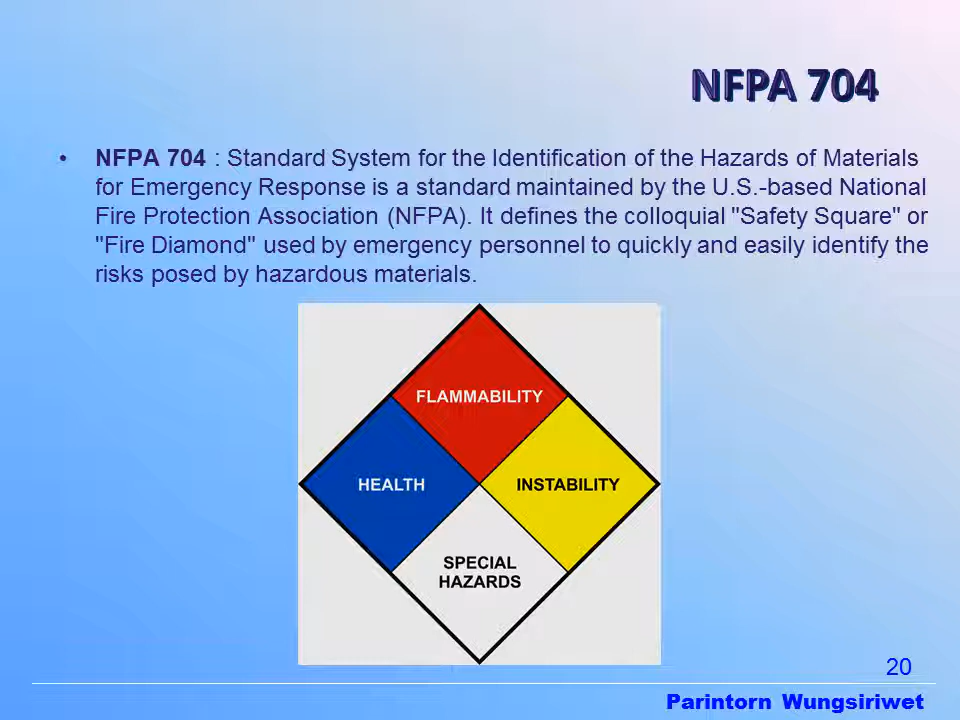 NFPA 704
• NFPA 704 : Standard System for the Identification of the Hazards of Materials
for Emergency Response is a standard maintained by the U.S.-based National
Fire Protection Association (NFPA). It defines the colloquial "Safety Square" or
"Fire Diamond" used by emergency personnel to quickly and easily identify the
risks posed by hazardous materials.
FLAMMABILITY
HEALTH
INSTABILITY
SPECIAL
HAZARDS
20
Parintorn Wungsiriwet